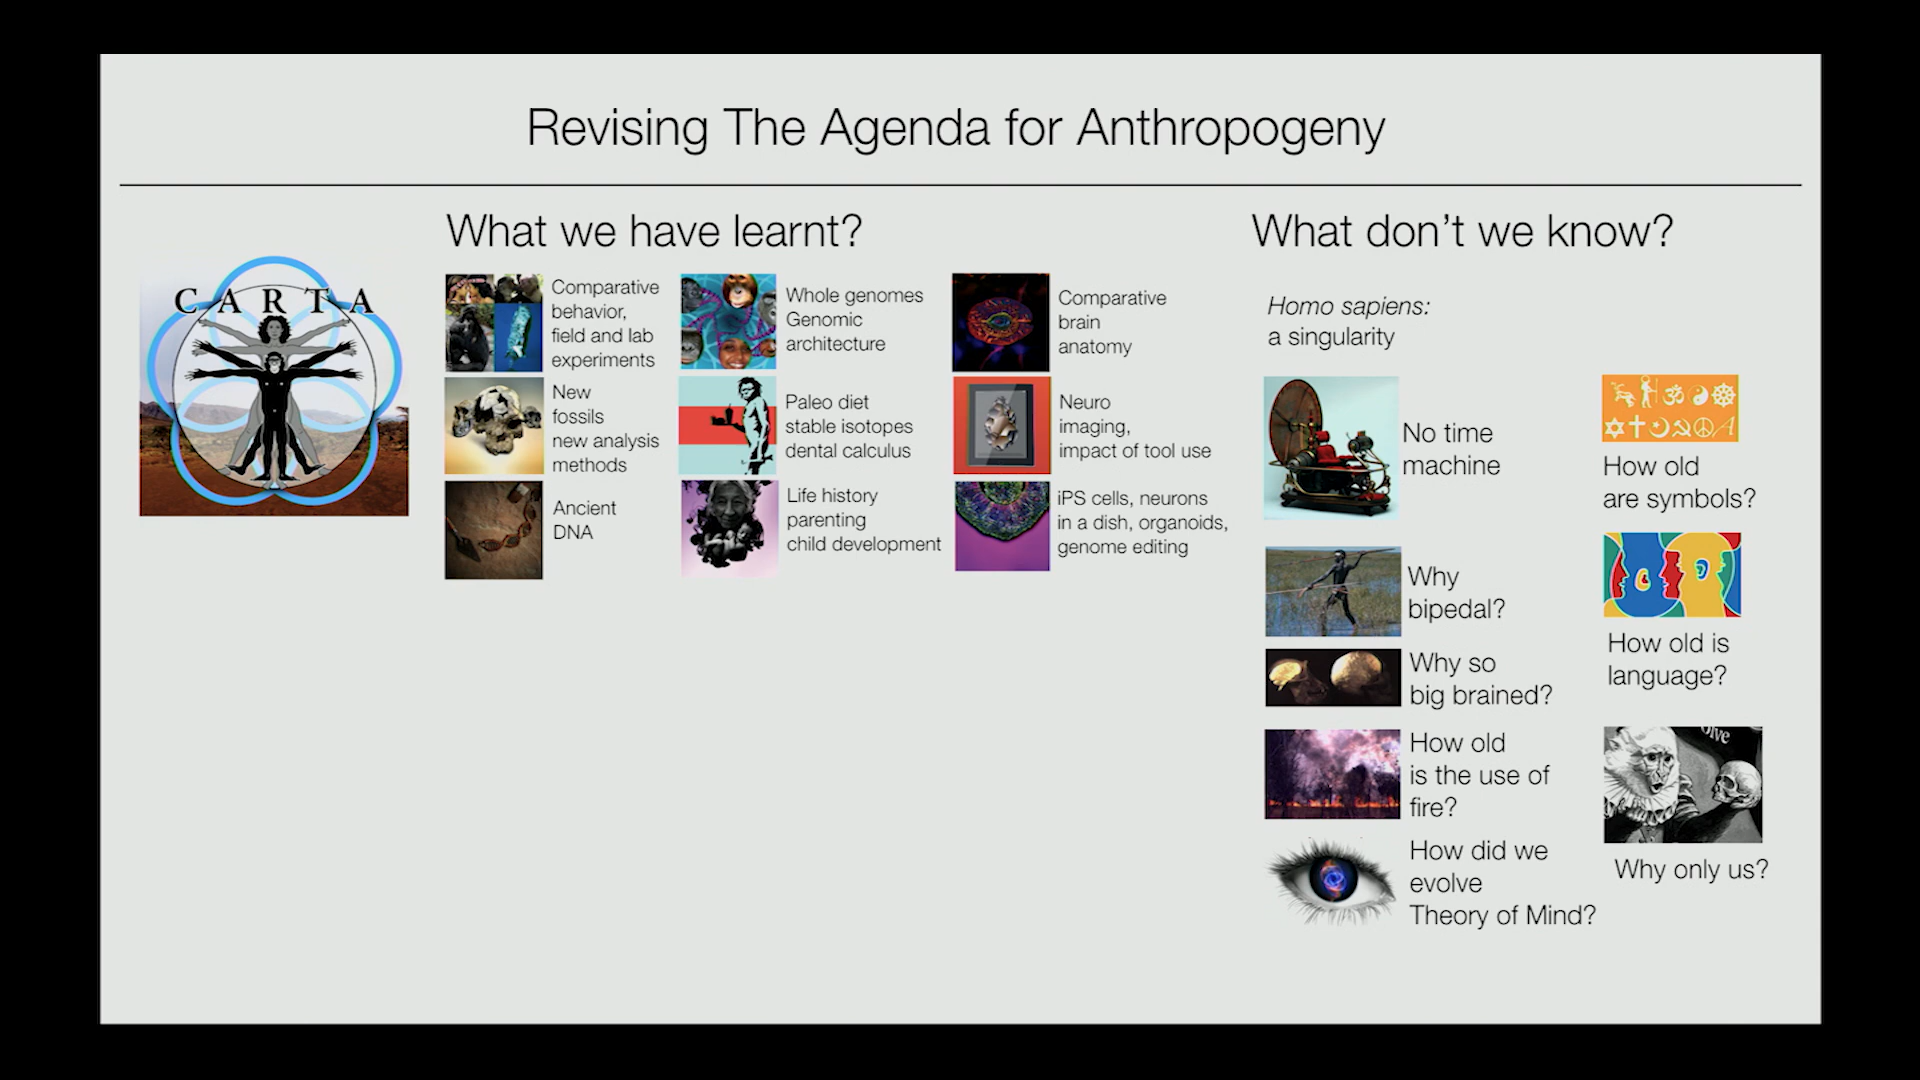 Revising The Agenda for Anthropogeny
C A R T A
What we have learnt?
Comparative
behavior,
field and lab
experiments
New
fossils
new analysis
methods
Ancient
DNA
Whole genomes
Genomic
architecture
Paleo diet
stable isotopes
dental calculus
Life history
parenting
child development
Comparative
brain
anatomy
Neuro
imaging,
impact of tool use
iPS cells, neurons
in a dish, organoids,
genome editing
What don't we know?
Homo sapiens:
a singularity
No time
machine
Why
bipedal?
Why so
big brained?
How old
is the use of
fire?
How did we
evolve
Theory of Mind?
How old
are symbols?
How old is
language?
olve
Why only us?